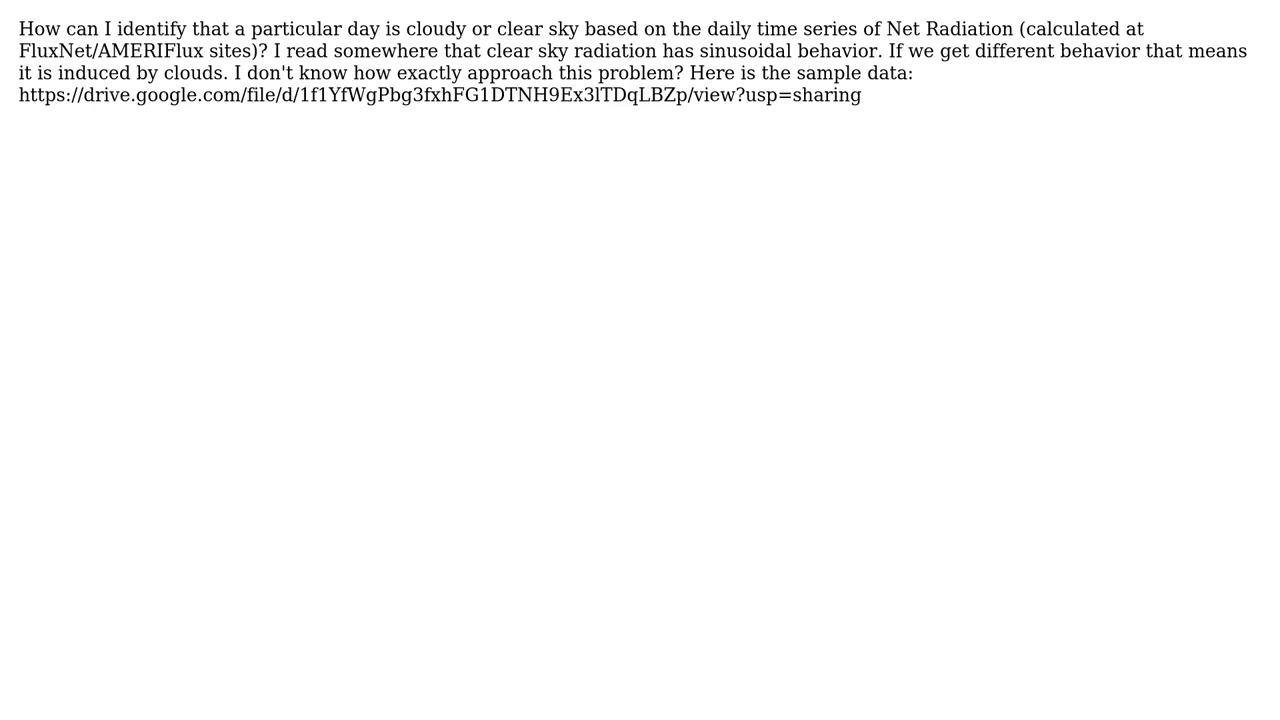 How can I identify that a particular day is cloudy or clear sky based on the daily time series of Net Radiation (calculated at
FluxNet/AMERIFlux sites)? I read somewhere that clear sky radiation has sinusoidal behavior. If we get different behavior that means
it is induced by clouds. I don't know how exactly approach this problem? Here is the sample data:
https://drive.google.com/file/d/1f1YfWgPbg3fxhFG1DTNH9Ex3lTDqLBZp/view?usp=sharing